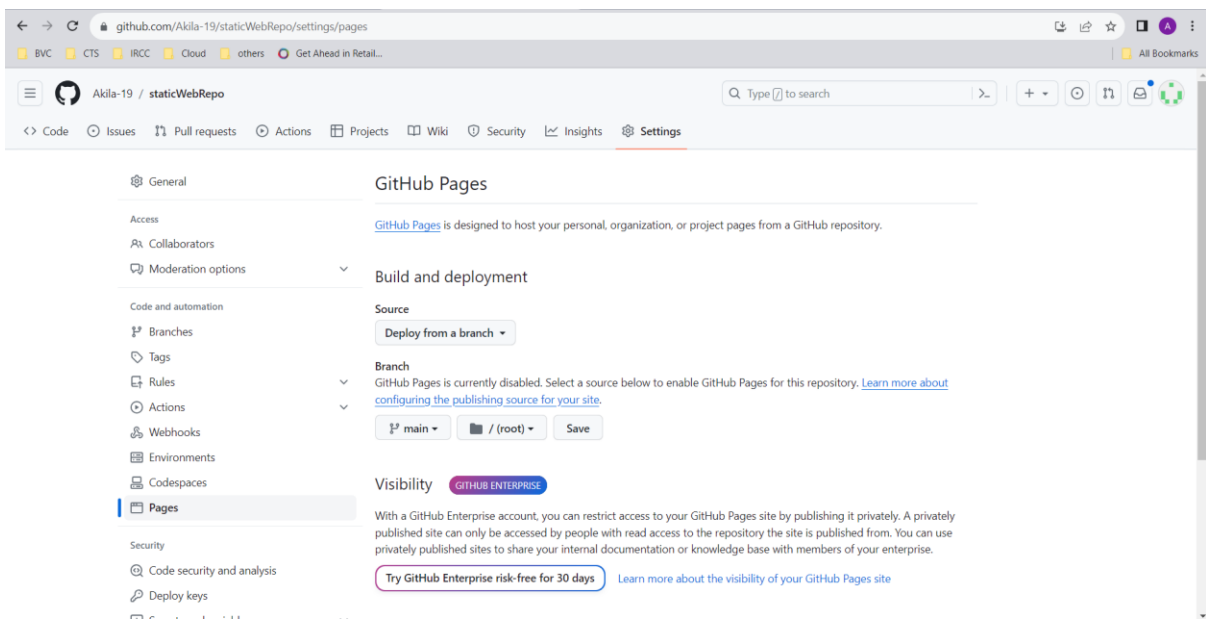 github.com/Akila-19/staticWebRepo/settings/pages
BVC CTS IRCC Cloud others Get Ahead in Retail... All Bookmarks
Akila-19 / staticWebRepo Type / to search
<> Code Issues Pull requests Actions Projects Wiki Security Insights Settings
General
Access
Collaborators
Moderation options
Code and automation
Branches
Tags
Rules
Actions
Webhooks
Environments
Codespaces
Pages
Security
Code security and analysis
Deploy keys
GitHub Pages
GitHub Pages is designed to host your personal, organization, or project pages from a GitHub repository.
Build and deployment
Source
Deploy from a branch
Branch
GitHub Pages is currently disabled. Select a source below to enable GitHub Pages for this repository. Learn more about
configuring the publishing source for your site.
main / (root) Save
Visibility GITHUB ENTERPRISE
With a GitHub Enterprise account, you can restrict access to your GitHub Pages site by publishing it privately. A privately
published site can only be accessed by people with read access to the repository the site is published from. You can use
privately published sites to share your internal documentation or knowledge base with members of your enterprise.
Try GitHub Enterprise risk-free for 30 days Learn more about the visibility of your GitHub Pages site